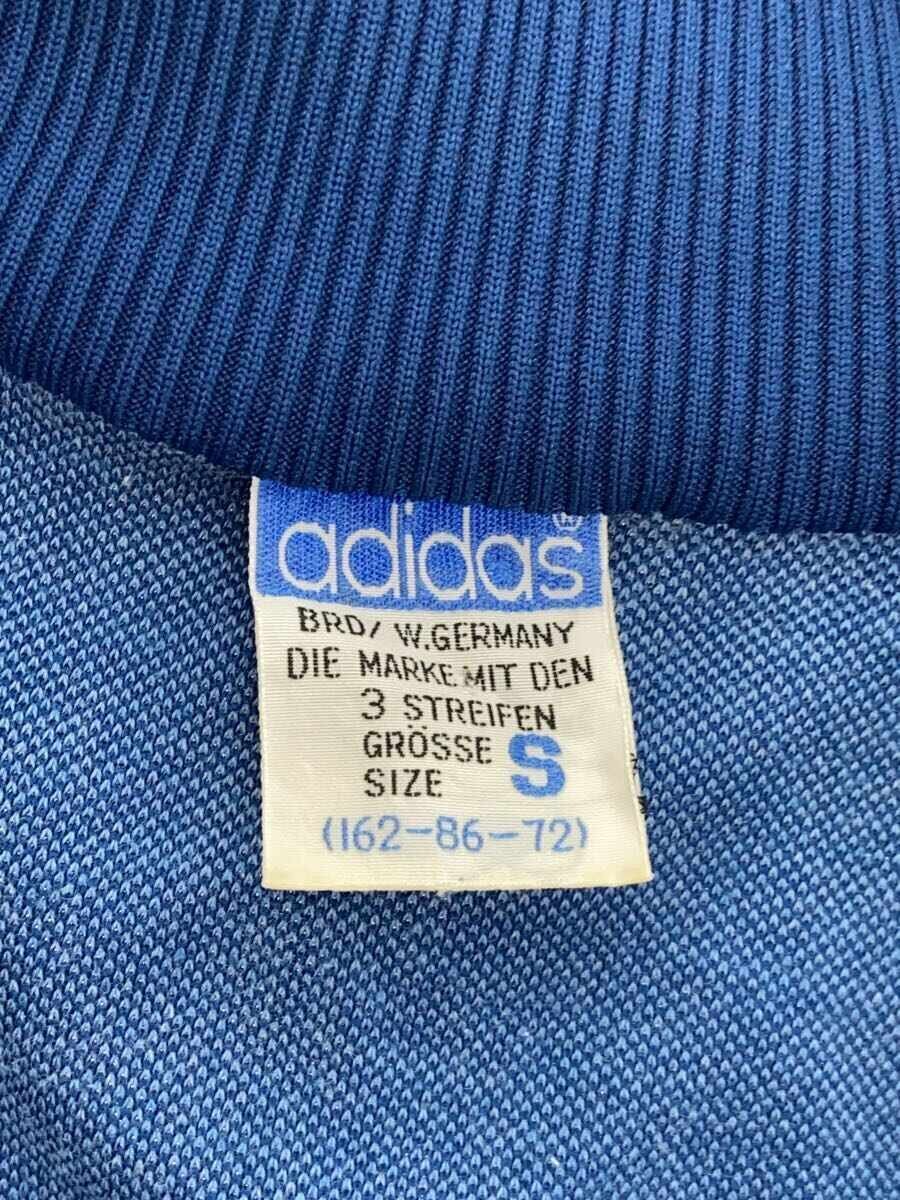 adidas®
BRD/ W.GERMANY
DIE MARKE MIT DEN
3 STREIFEN
GRÖSSE S
SIZE
(162-86-72)